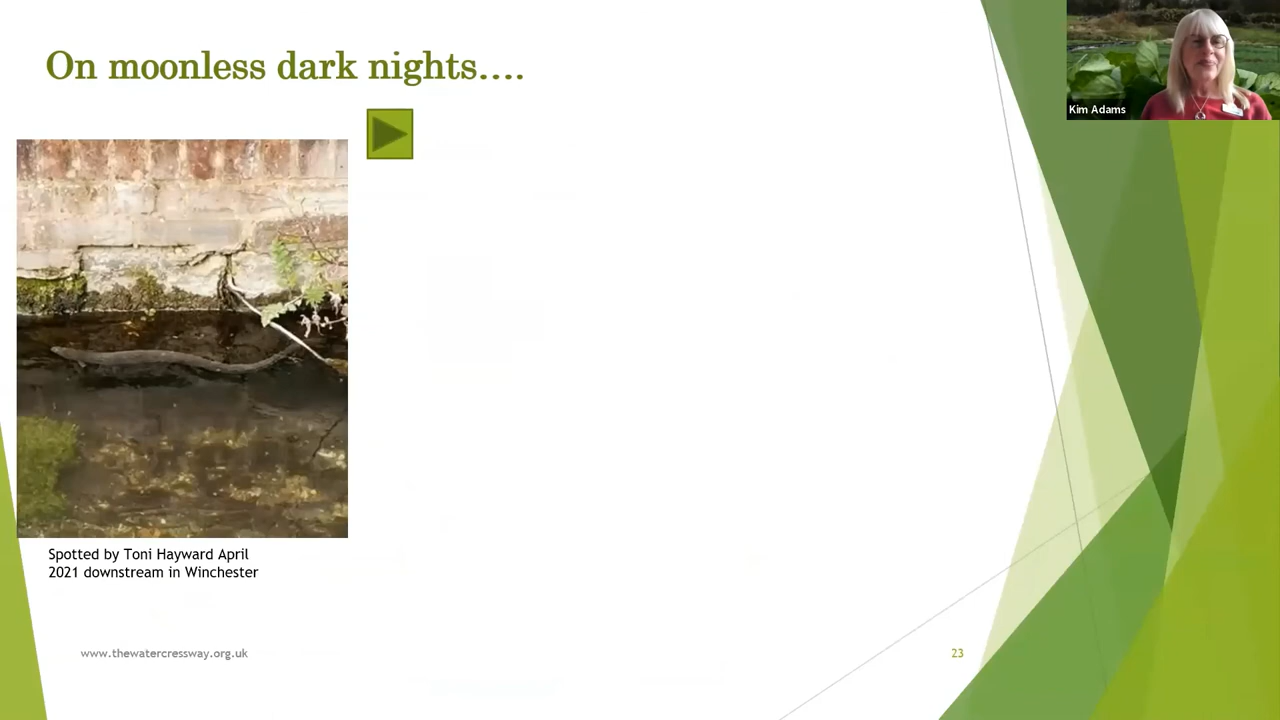 On moonless dark nights....
Kim Adams
Spotted by Toni Hayward April
2021 downstream in Winchester
www.thewatercressway.org.uk
23